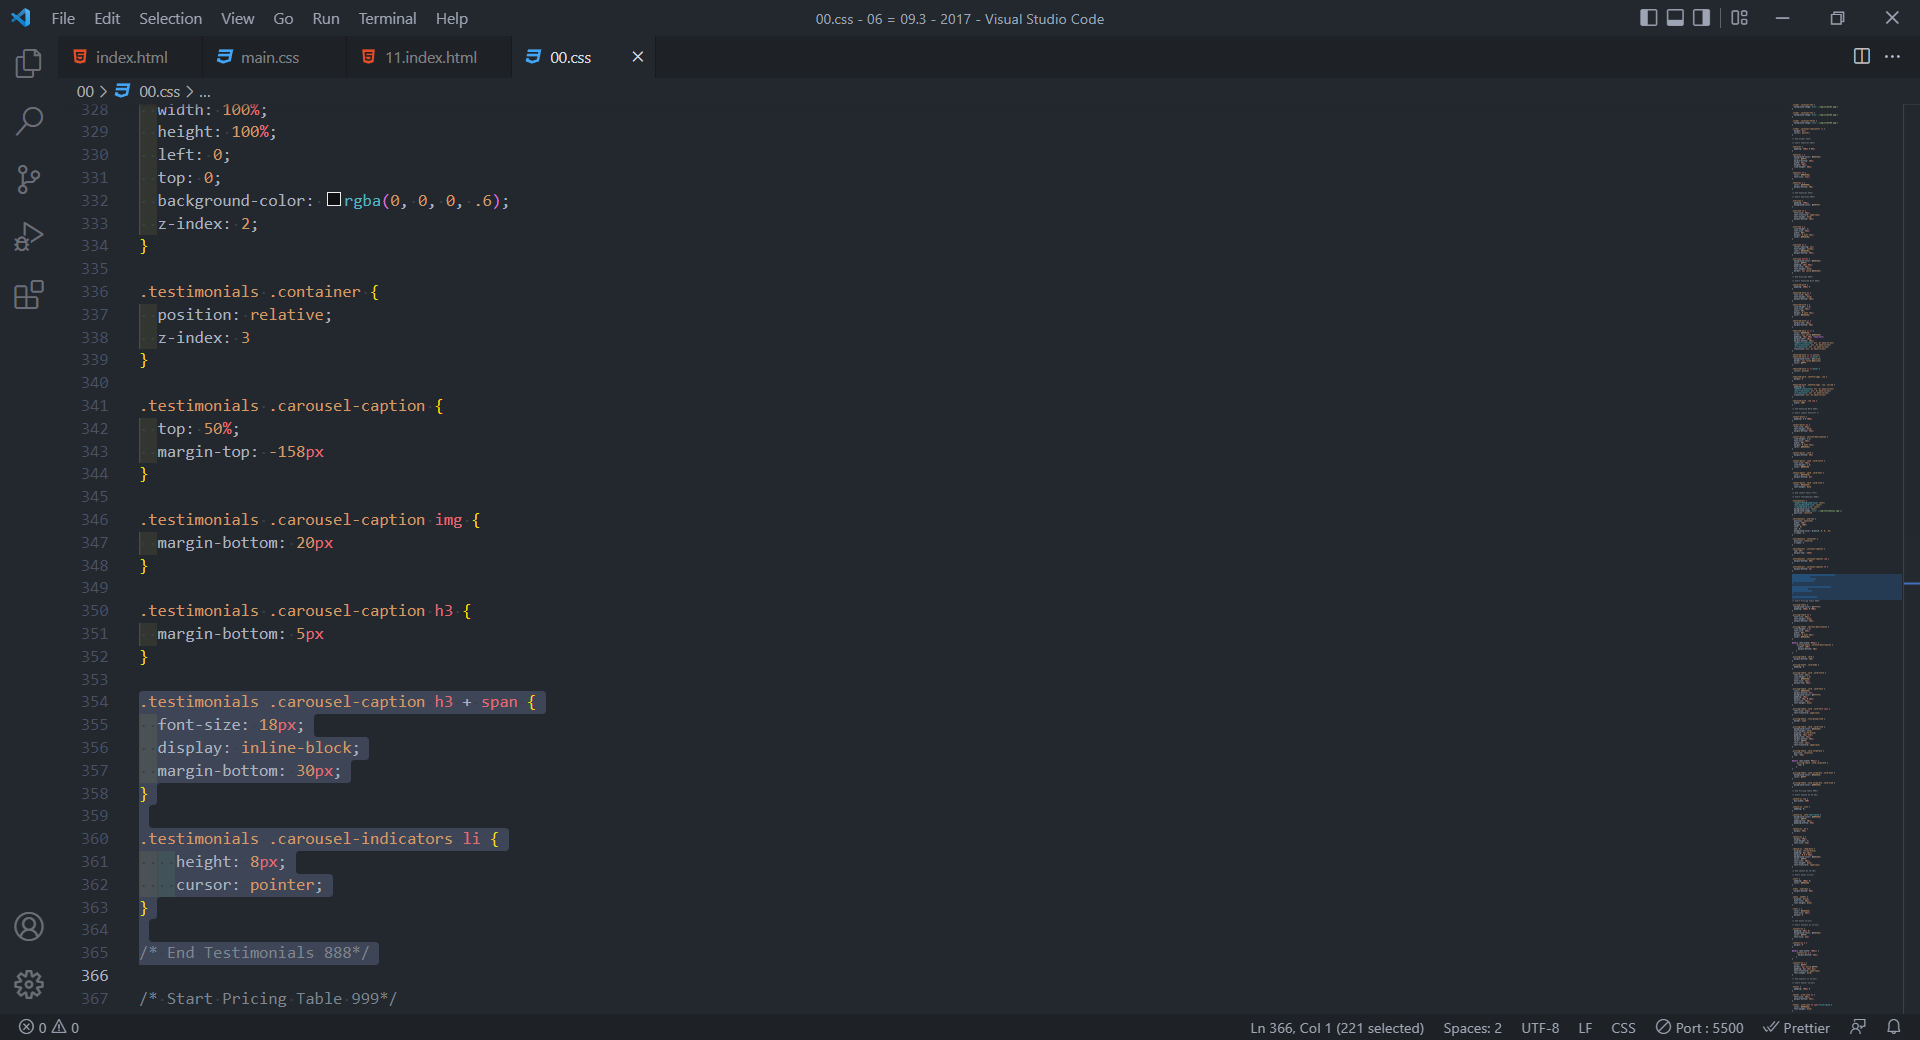 File Edit Selection View Go Run Terminal Help
00.css - 06 = 09.3 - 2017 - Visual Studio Code
index.html main.css 11.index.html 00.css
00 > 00.css > ...
328 width: 100%;
329 height: 100%;
330 left: 0;
331 top: 0;
332 background-color: rgba(0, 0, 0, .6);
333 z-index: 2;
334 }
335
336 .testimonials .container {
337 position: relative;
338 z-index: 3
339 }
340
341 .testimonials .carousel-caption {
342 top: 50%;
343 margin-top: -158px
344 }
345
346 .testimonials .carousel-caption img {
347 margin-bottom: 20px
348 }
349
350 .testimonials .carousel-caption h3 {
351 margin-bottom: 5px
352 }
353
354 .testimonials .carousel-caption h3 + span {
355 font-size: 18px;
356 display: inline-block;
357 margin-bottom: 30px;
358 }
359
360 .testimonials .carousel-indicators li {
361 height: 8px;
362 cursor: pointer;
363 }
364
365 /* End Testimonials 888*/
366
367 /* Start Pricing Table 999*/
0 0 Ln 366, Col 1 (221 selected) Spaces: 2 UTF-8 LF CSS Port : 5500 Prettier